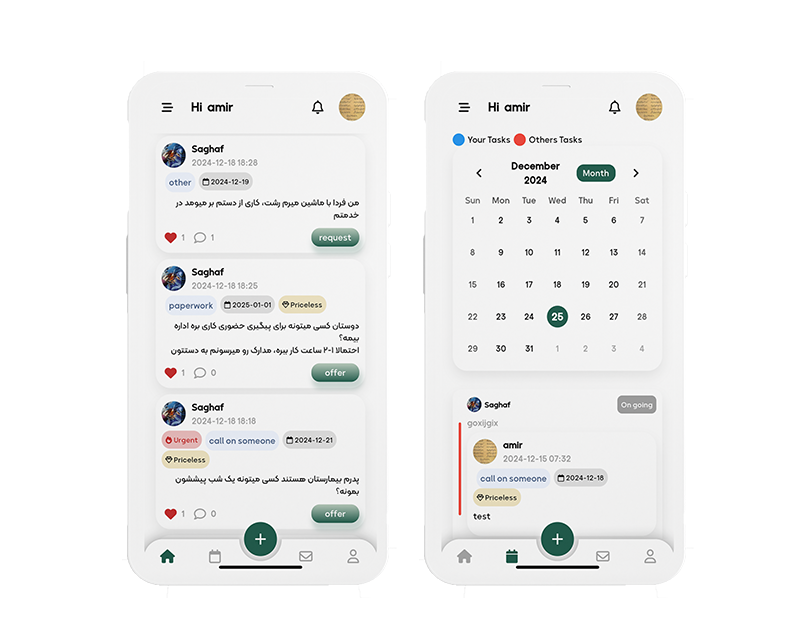 Hi amir
Saghaf
2024-12-18 18:28
other 2024-12-19
من فردا با ماشین میرم رشت، کاری از دستم بر میومد در
خدمتم
1 1 request
Saghaf
2024-12-18 18:25
paperwork 2025-01-01 Priceless
دوستان کسی میتونه برای پیگیری حضوری کاری بره اداره
بیمه؟
احتمالا ۱-۲ ساعت کار ببره، مدارک رو میرسونم به دستتون
1 0 offer
Saghaf
2024-12-18 18:18
Urgent call on someone 2024-12-21
Priceless
پدرم بیمارستان هستند کسی میتونه یک شب پیششون
بمونه؟
1 0 offer
Hi amir
Your Tasks Others Tasks
December
2024
Month
Sun Mon Tue Wed Thu Fri Sat
1 2 3 4 5 6 7
8 9 10 11 12 13 14
15 16 17 18 19 20 21
22 23 24 25 26 27 28
29 30 31 1 2 3 4
Saghaf On going
goxijgix
amir
2024-12-15 07:32
call on someone 2024-12-18
Priceless
test